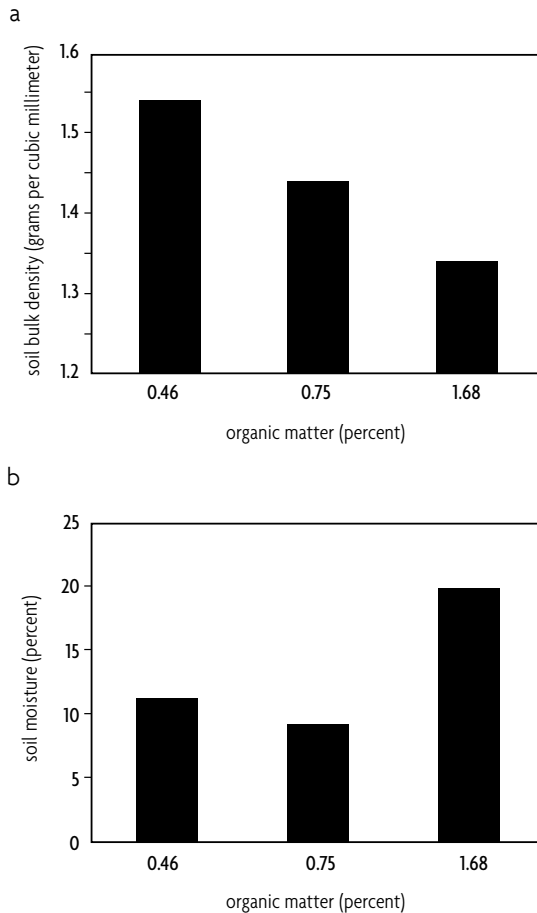 a
soil bulk density (grams per cubic millimeter)
1.6
1.5
1.4
1.3
1.2
0.46 0.75 1.68
organic matter (percent)
b
soil moisture (percent)
25
20
15
10
5
0
0.46 0.75 1.68
organic matter (percent)